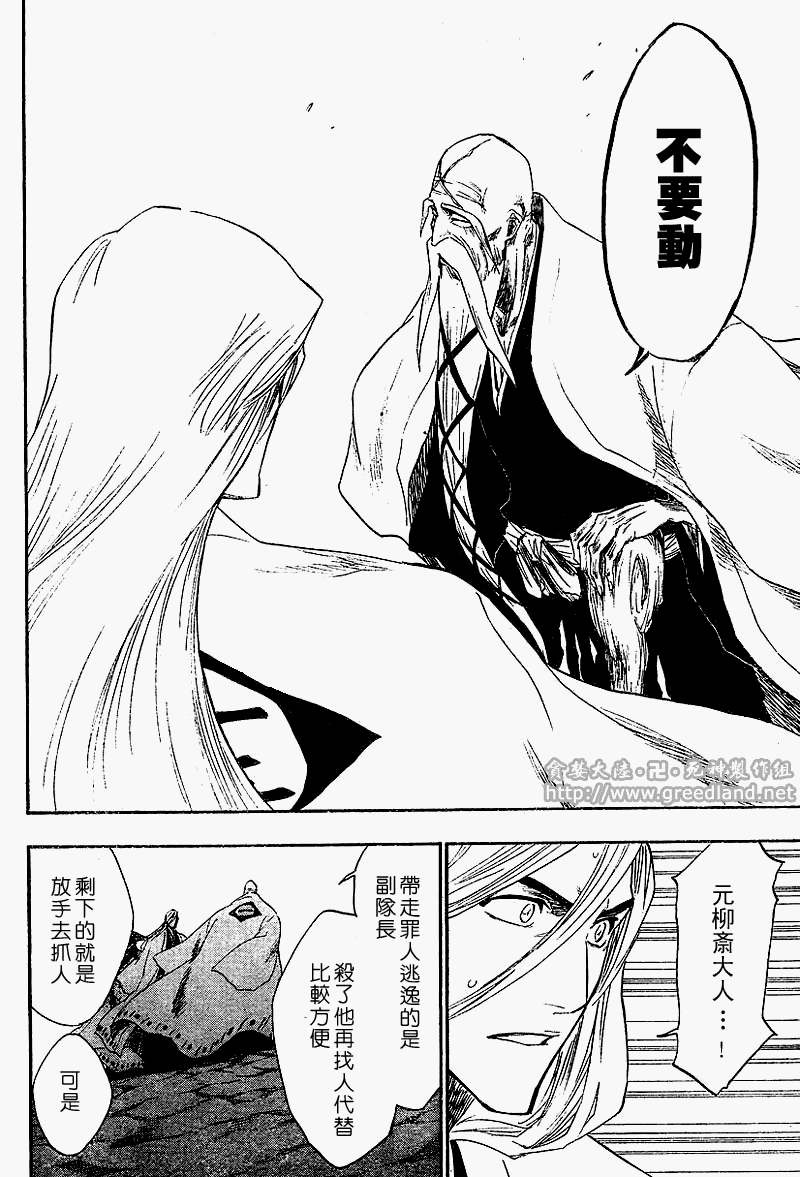 不要動
貪婪大陸·卍·死神製作組
http://www.greedland.net
元柳斎大人…！
帶走罪人逃逸的是
副隊長
殺了他再找人代替
比較方便
剩下的就是
放手去抓人
可是